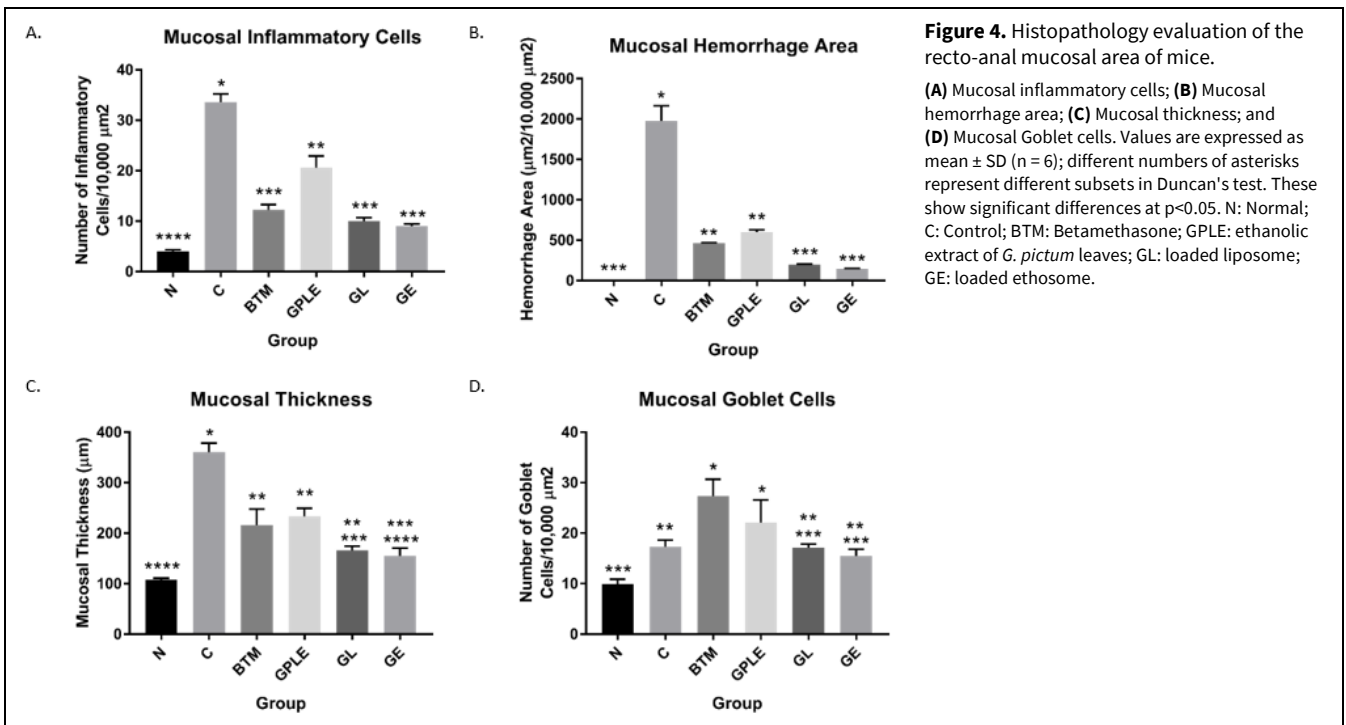 A.
Mucosal Inflammatory Cells
Number of Inflammatory
Cells/10,000 μm2
40
30
20
10
0
****
*
***
**
***
***
N
C
BTM
GPLE
GL
GE
Group
B.
Mucosal Hemorrhage Area
Hemorrhage Area (μm2/10.000 μm2)
2500
2000
1500
1000
500
0
***
*
**
**
***
***
N
C
BTM
GPLE
GL
GE
Group
Figure 4. Histopathology evaluation of the
recto-anal mucosal area of mice.
(A) Mucosal inflammatory cells; (B) Mucosal
hemorrhage area; (C) Mucosal thickness; and
(D) Mucosal Goblet cells. Values are expressed as
mean ± SD (n = 6); different numbers of asterisks
represent different subsets in Duncan's test. These
show significant differences at p<0.05. N: Normal;
C: Control; BTM: Betamethasone; GPLE: ethanolic
extract of G. pictum leaves; GL: loaded liposome;
GE: loaded ethosome.
C.
Mucosal Thickness
Mucosal Thickness (μm)
400
300
200
100
0
****
*
**
**
**
***
***
****
N
C
BTM
GPLE
GL
GE
Group
D.
Mucosal Goblet Cells
Number of Goblet
Cells/10,000 μm2
40
30
20
10
0
***
**
*
*
**
***
**
***
N
C
BTM
GPLE
GL
GE
Group